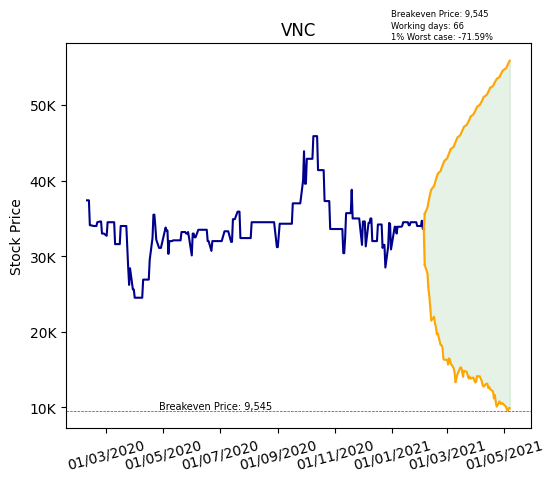 Breakeven Price: 9,545
Working days: 66
1% Worst case: -71.59%
VNC
Stock Price
50K
40K
30K
20K
10K
Breakeven Price: 9,545
01/03/2020
01/05/2020
01/07/2020
01/09/2020
01/11/2020
01/01/2021
01/03/2021
01/05/2021